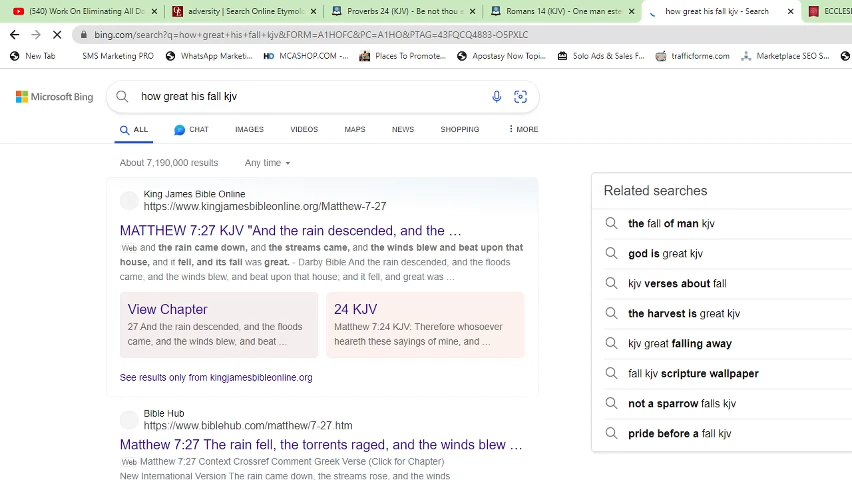 (540) Work On Eliminating All Do
adversity | Search Online Etymolo
Proverbs 24 (KJV) - Be not thou e
Romans 14 (KJV) - One man este
how great his fall kjv - Search
ECCLES
bing.com/search?q=how+great+his+fall+kjv&FORM=A1HOFC&PC=A1HO&PTAG=43FQCQ4883-OSPXLC
New Tab
SMS Marketing PRO
WhatsApp Marketi...
MCASHOP.COM -...
Places To Promote...
Apostasy Now Topi...
Solo Ads & Sales F...
trafficforme.com
Marketplace SEO S...
Microsoft Bing
how great his fall kjv
ALL
CHAT
IMAGES
VIDEOS
MAPS
NEWS
SHOPPING
MORE
About 7,190,000 results
Any time
King James Bible Online
https://www.kingjamesbibleonline.org/Matthew-7-27
MATTHEW 7:27 KJV "And the rain descended, and the …
Web and the rain came down, and the streams came, and the winds blew and beat upon that
house, and it fell, and its fall was great. - Darby Bible And the rain descended, and the floods
came, and the winds blew, and beat upon that house; and it fell, and great was …
View Chapter
27 And the rain descended, and the floods
came, and the winds blew, and beat …
24 KJV
Matthew 7:24 KJV: Therefore whosoever
heareth these sayings of mine, and …
See results only from kingjamesbibleonline.org
Bible Hub
https://www.biblehub.com/matthew/7-27.htm
Matthew 7:27 The rain fell, the torrents raged, and the winds blew …
Web Matthew 7:27 Context Crossref Comment Greek Verse (Click for Chapter)
New International Version The rain came down, the streams rose, and the winds
Related searches
the fall of man kjv
god is great kjv
kjv verses about fall
the harvest is great kjv
kjv great falling away
fall kjv scripture wallpaper
not a sparrow falls kjv
pride before a fall kjv